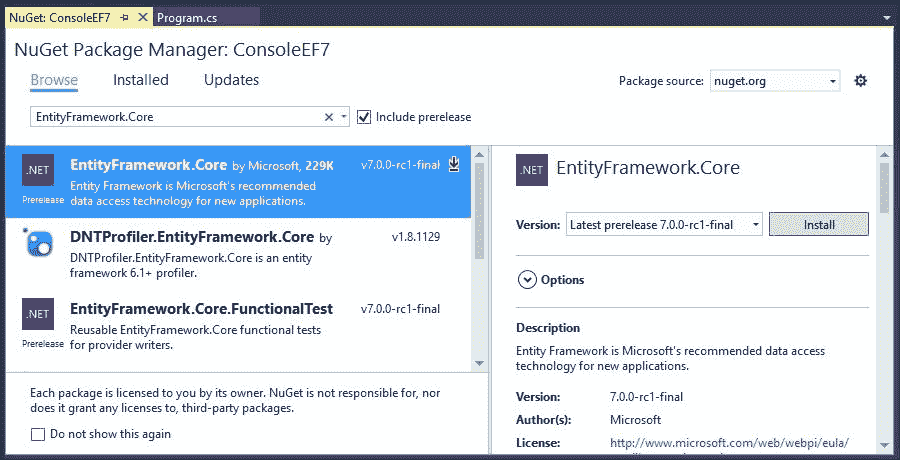 NuGet: ConsoleEF7
Program.cs
NuGet Package Manager: ConsoleEF7
Browse
Installed
Updates
Package source:
nuget.org
EntityFramework.Core
Include prerelease
.NET
Prerelease
EntityFramework.Core by Microsoft, 229K
v7.0.0-rc1-final
Entity Framework is Microsoft's recommended
data access technology for new applications.
DNTProfiler.EntityFramework.Core by
v1.8.1129
DNTProfiler.EntityFramework.Core is an entity
framework 6.1+ profiler.
.NET
Prerelease
EntityFramework.Core.FunctionalTest
v7.0.0-rc1-final
Reusable EntityFramework.Core functional tests
for provider writers.
Each package is licensed to you by its owner. NuGet is not responsible for, nor
does it grant any licenses to, third-party packages.
Do not show this again
.NET
EntityFramework.Core
Version:
Latest prerelease 7.0.0-rc1-final
Install
Options
Description
Entity Framework is Microsoft's recommended data access
technology for new applications.
Version:
7.0.0-rc1-final
Author(s):
Microsoft
License:
http://www.microsoft.com/web/webpi/eula/